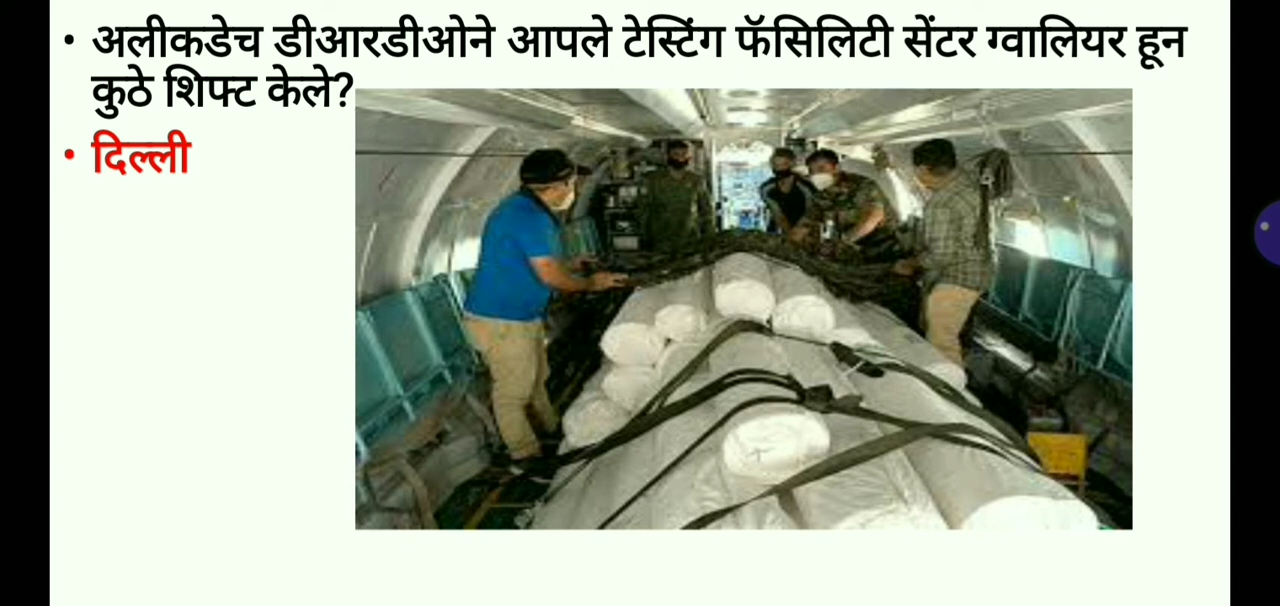 • अलीकडेच डीआरडीओने आपले टेस्टिंग फॅसिलिटी सेंटर ग्वालियर हून
कुठे शिफ्ट केले?
• दिल्ली